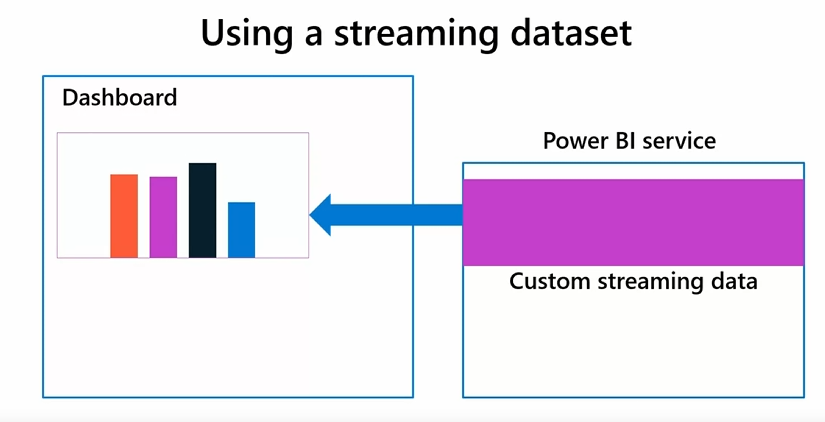 Using a streaming dataset
Dashboard
Power BI service
Custom streaming data